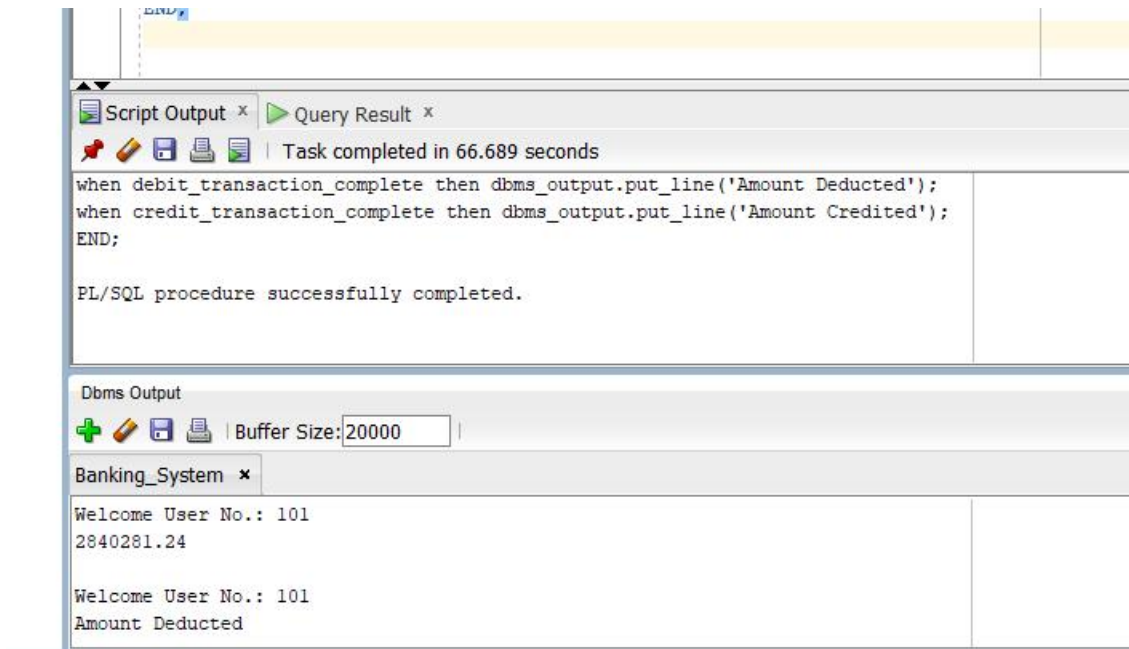 END;
Script Output x Query Result x
Task completed in 66.689 seconds
when debit_transaction_complete then dbms_output.put_line('Amount Deducted');
when credit_transaction_complete then dbms_output.put_line('Amount Credited');
END;
PL/SQL procedure successfully completed.
Dbms Output
Buffer Size: 20000
Banking_System x
Welcome User No.: 101
2840281.24
Welcome User No.: 101
Amount Deducted